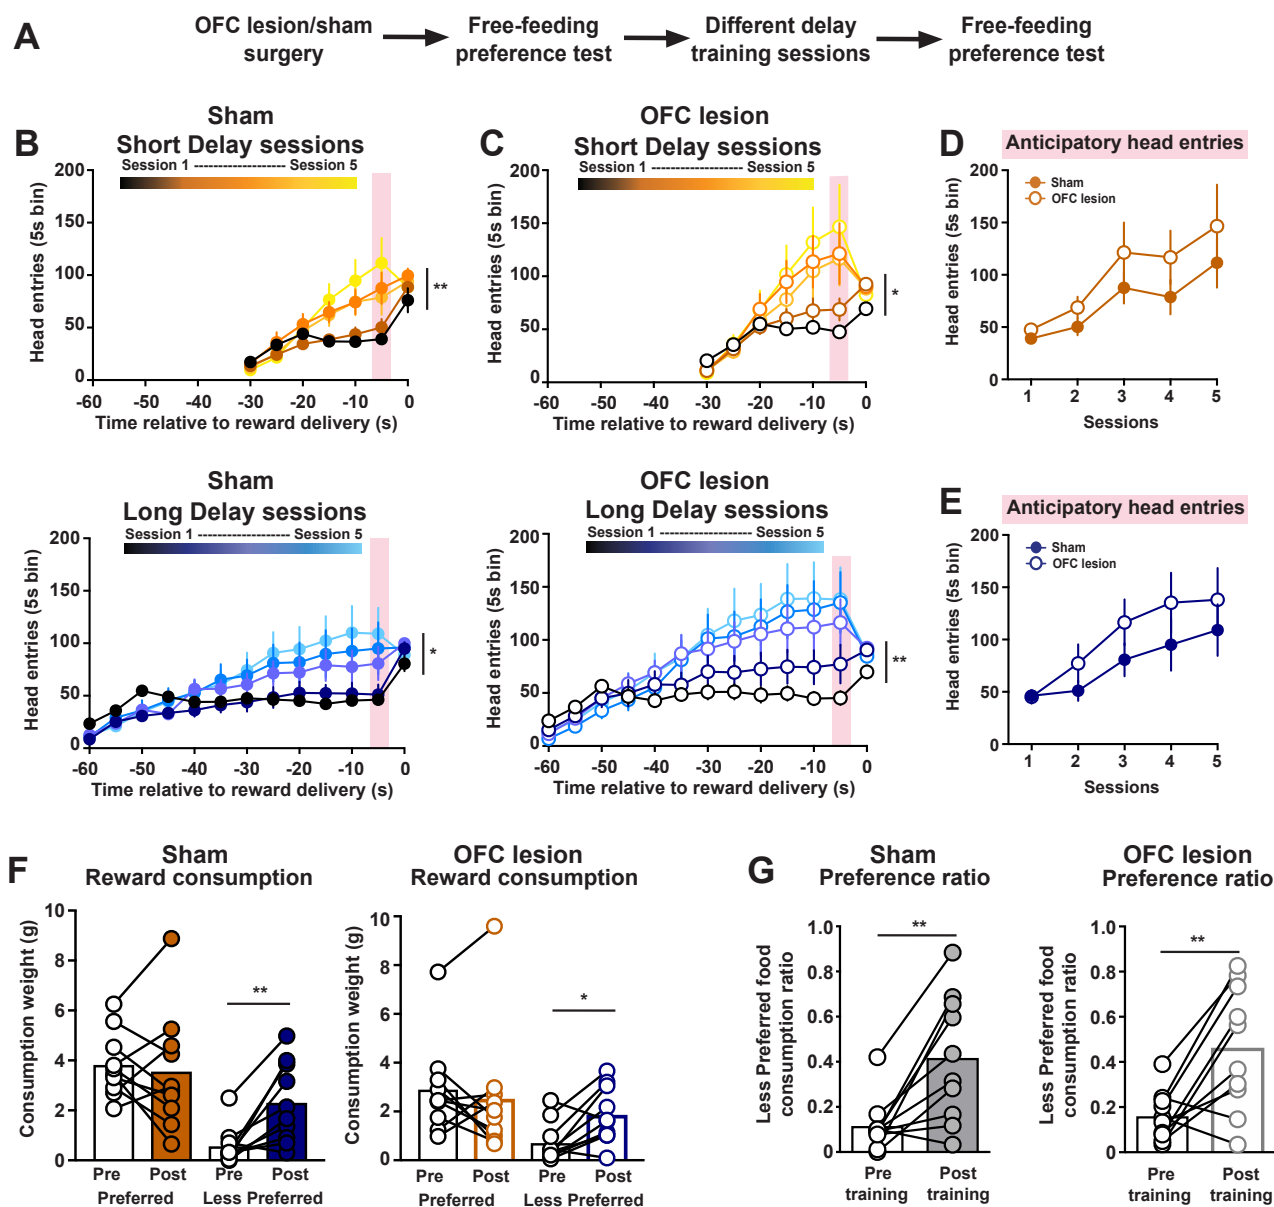 A
OFC lesion/sham
surgery
Free-feeding
preference test
Different delay
training sessions
Free-feeding
preference test
B
Sham
Short Delay sessions
Session 1 -------------------- Session 5
Head entries (5s bin)
200
150
100
50
0
-60 -50 -40 -30 -20 -10 0
Time relative to reward delivery (s)
**
C
OFC lesion
Short Delay sessions
Session 1 -------------------- Session 5
Head entries (5s bin)
200
150
100
50
0
-60 -50 -40 -30 -20 -10 0
Time relative to reward delivery (s)
*
D
Anticipatory head entries
Sham
OFC lesion
Head entries (5s bin)
200
150
100
50
0
1 2 3 4 5
Sessions
Sham
Long Delay sessions
Session 1 -------------------- Session 5
Head entries (5s bin)
200
150
100
50
0
-60 -50 -40 -30 -20 -10 0
Time relative to reward delivery (s)
*
OFC lesion
Long Delay sessions
Session 1 -------------------- Session 5
Head entries (5s bin)
200
150
100
50
0
-60 -50 -40 -30 -20 -10 0
Time relative to reward delivery (s)
**
E
Anticipatory head entries
Sham
OFC lesion
Head entries (5s bin)
200
150
100
50
0
1 2 3 4 5
Sessions
F
Sham
Reward consumption
Consumption weight (g)
10
8
6
4
2
0
**
Pre Post Pre Post
Preferred Less Preferred
OFC lesion
Reward consumption
Consumption weight (g)
10
8
6
4
2
0
*
Pre Post Pre Post
Preferred Less Preferred
G
Sham
Preference ratio
Less Preferred food
consumption ratio
1.0
0.8
0.6
0.4
0.2
0
**
Pre Post
training training
OFC lesion
Preference ratio
Less Preferred food
consumption ratio
1.0
0.8
0.6
0.4
0.2
0
**
Pre Post
training training